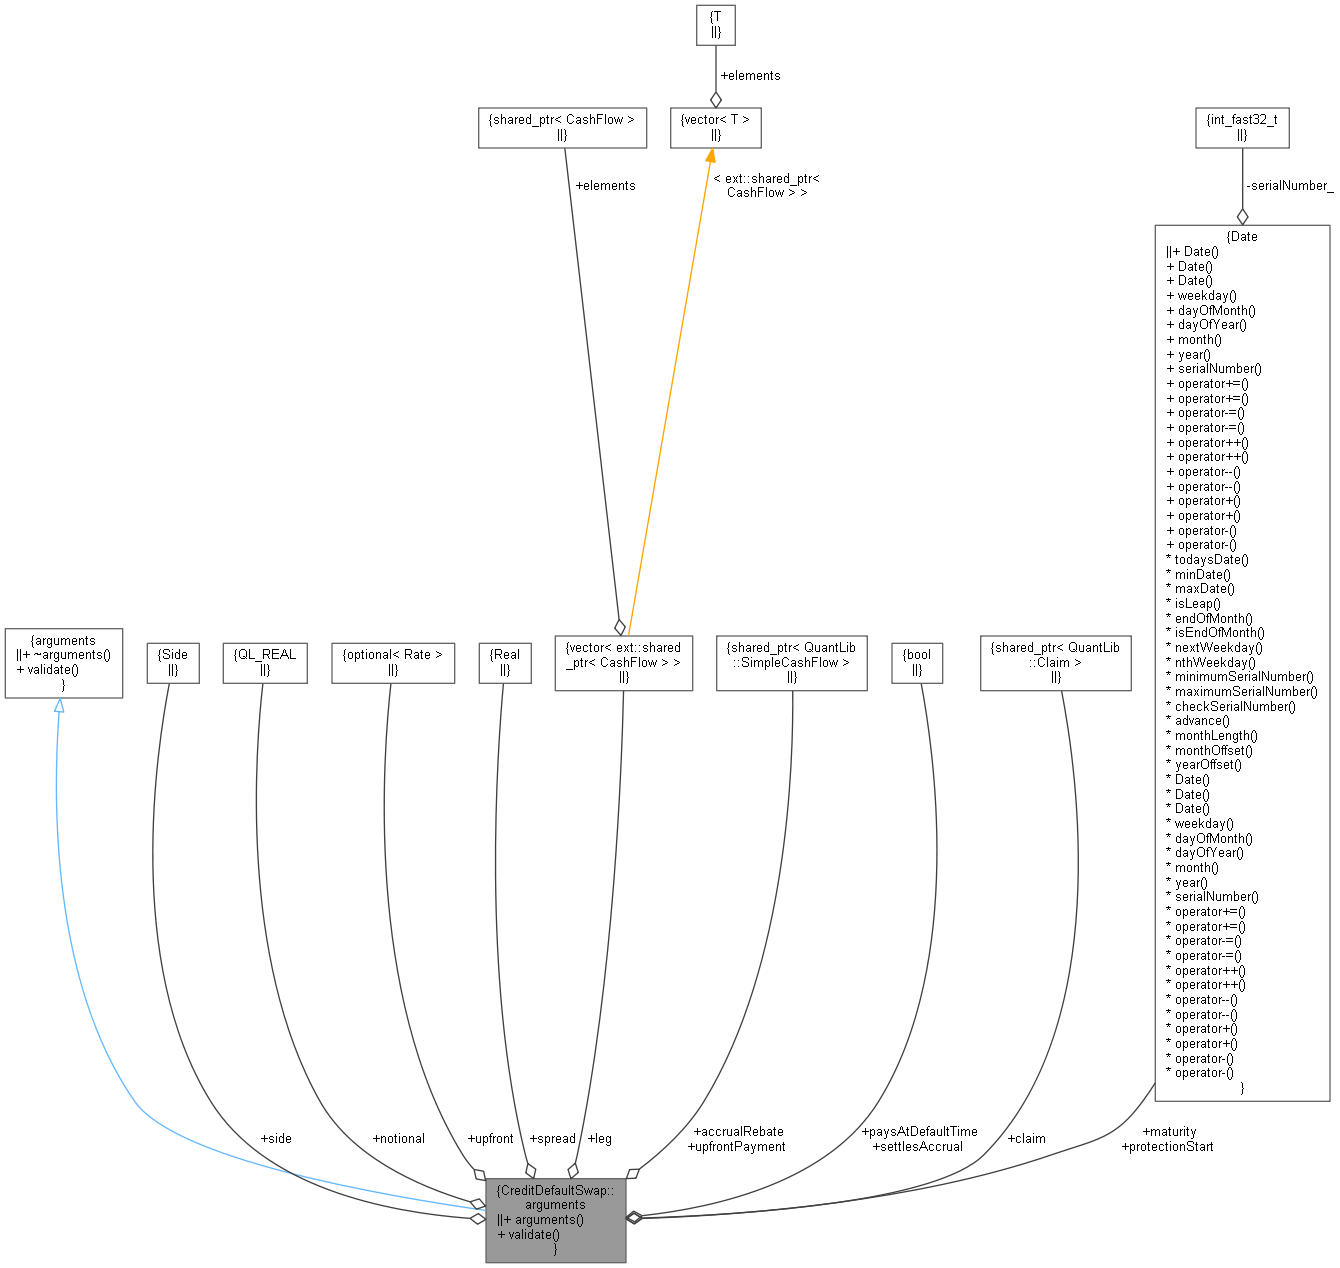 {T
||}
+elements
{shared_ptr< CashFlow >
||}
{vector< T >
||}
{int_fast32_t
||}
+elements
< ext::shared_ptr<
CashFlow > >
-serialNumber_
{Date
||+ Date()
+ Date()
+ Date()
+ weekday()
+ dayOfMonth()
+ dayOfYear()
+ month()
+ year()
+ serialNumber()
+ operator+=()
+ operator+=()
+ operator-=()
+ operator-=()
+ operator++()
+ operator++()
+ operator--()
+ operator--()
+ operator+()
+ operator+()
+ operator-()
+ operator-()
* todaysDate()
* minDate()
* maxDate()
* isLeap()
* endOfMonth()
* isEndOfMonth()
* nextWeekday()
* nthWeekday()
* minimumSerialNumber()
* maximumSerialNumber()
* checkSerialNumber()
* advance()
* monthLength()
* monthOffset()
* yearOffset()
* Date()
* Date()
* Date()
* weekday()
* dayOfMonth()
* dayOfYear()
* month()
* year()
* serialNumber()
* operator+=()
* operator+=()
* operator-=()
* operator-=()
* operator++()
* operator++()
* operator--()
* operator--()
* operator+()
* operator+()
* operator-()
* operator-()
}
{arguments
||+ ~arguments()
+ validate()
}
{Side
||}
{QL_REAL
||}
{optional< Rate >
||}
{Real
||}
{vector< ext::shared
_ptr< CashFlow > >
||}
{shared_ptr< QuantLib
::SimpleCashFlow >
||}
{bool
||}
{shared_ptr< QuantLib
::Claim >
||}
+side
+notional
+upfront
+spread
+leg
+accrualRebate
+upfrontPayment
+paysAtDefaultTime
+settlesAccrual
+claim
+maturity
+protectionStart
{CreditDefaultSwap::
arguments
||+ arguments()
+ validate()
}